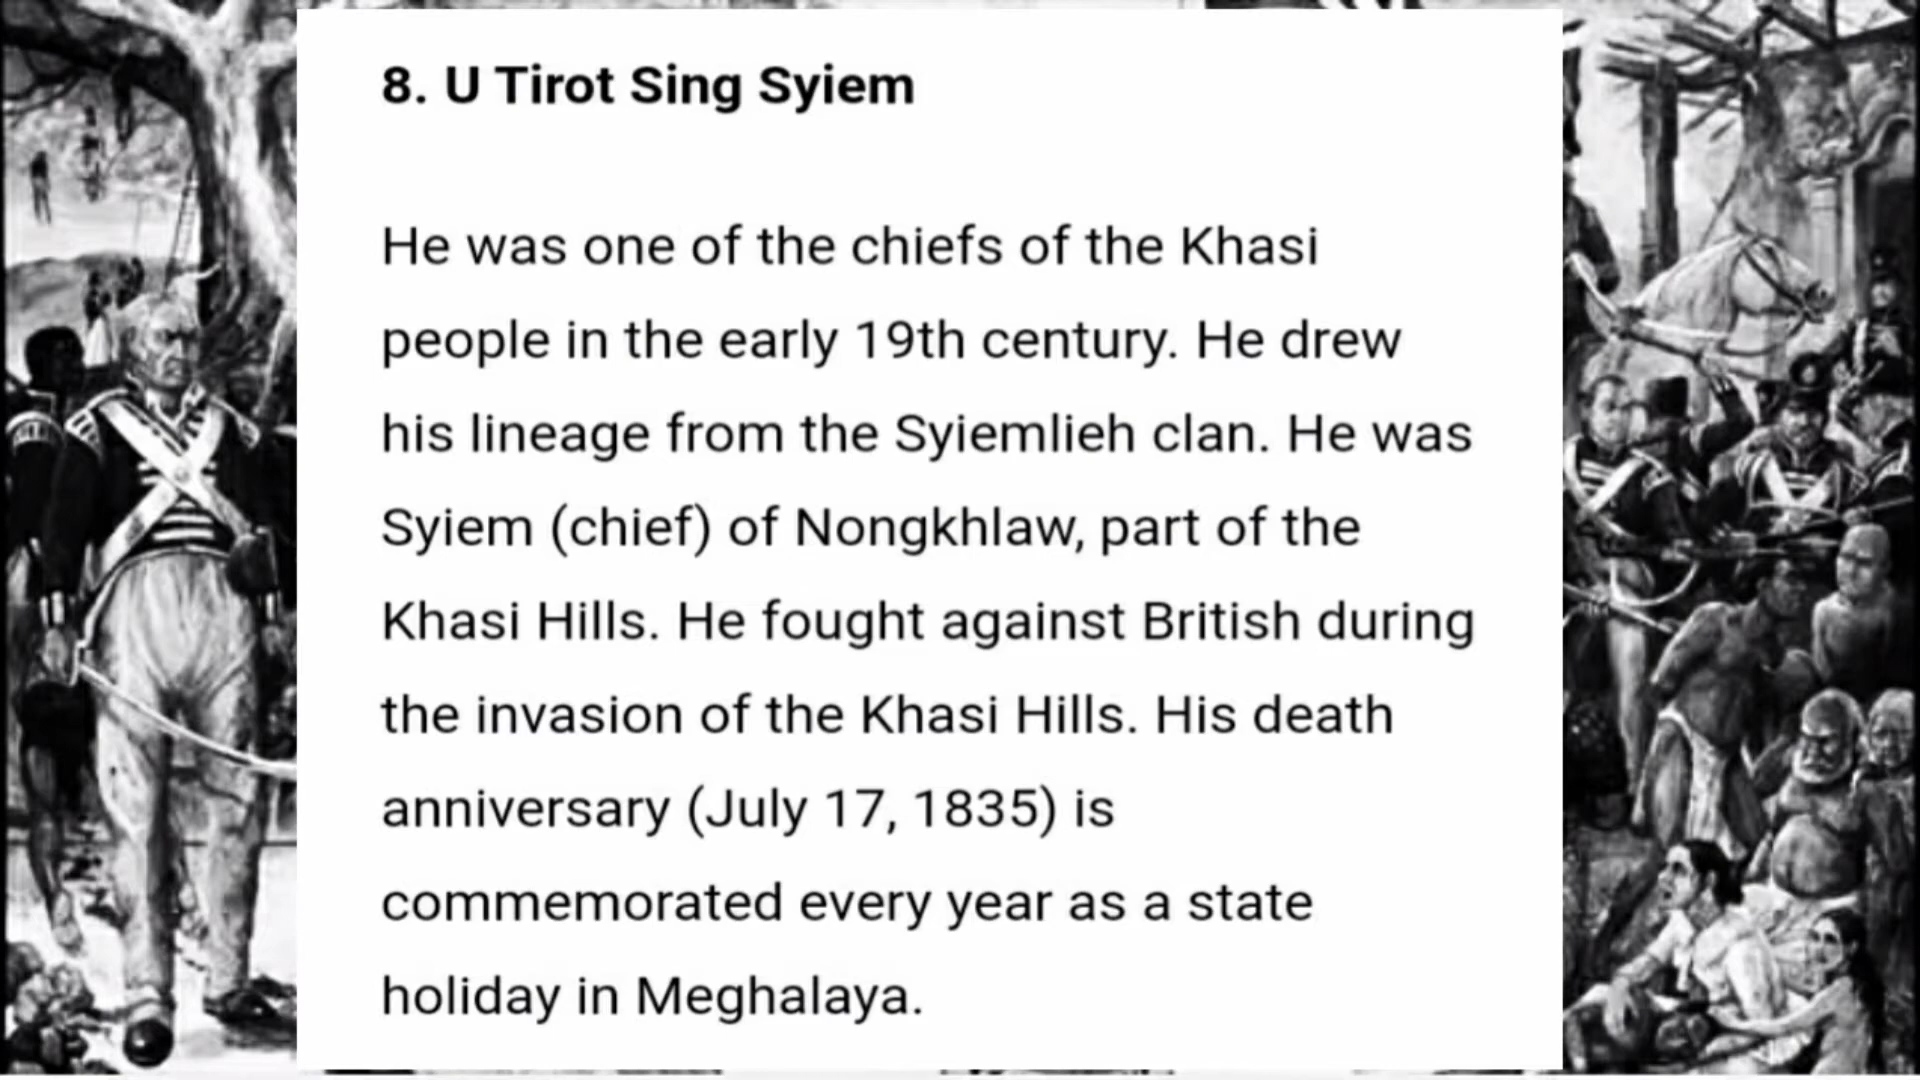 8. U Tirot Sing Syiem
He was one of the chiefs of the Khasi
people in the early 19th century. He drew
his lineage from the Syiemlieh clan. He was
Syiem (chief) of Nongkhlaw, part of the
Khasi Hills. He fought against British during
the invasion of the Khasi Hills. His death
anniversary (July 17, 1835) is
commemorated every year as a state
holiday in Meghalaya.